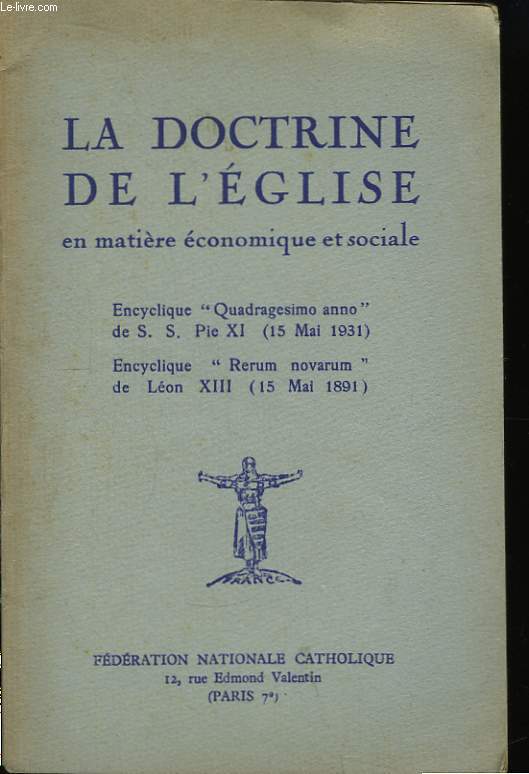 Le-livre.com
LA DOCTRINE
DE L'ÉGLISE
en matière économique et sociale
Encyclique “Quadragesimo anno”
de S. S. Pie XI (15 Mai 1931)
Encyclique “ Rerum novarum ”
de Léon XIII (15 Mai 1891)
FRANCE
FÉDÉRATION NATIONALE CATHOLIQUE
12, rue Edmond Valentin
(PARIS 7e)